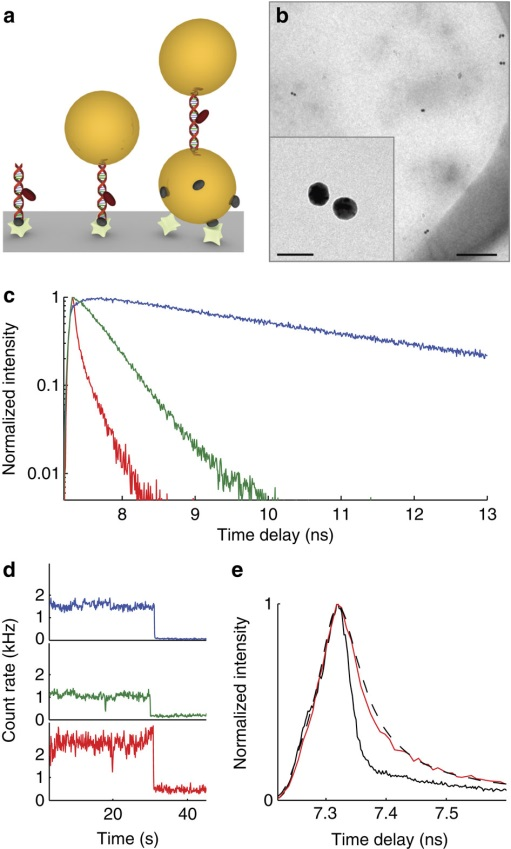 a
b
c
Normalized intensity
1
0.1
0.01
8
9
10
11
12
13
Time delay (ns)
d
Count rate (kHz)
2
1
0
2
1
0
2
1
0
20
40
Time (s)
e
Normalized intensity
1
0
7.3
7.4
7.5
Time delay (ns)